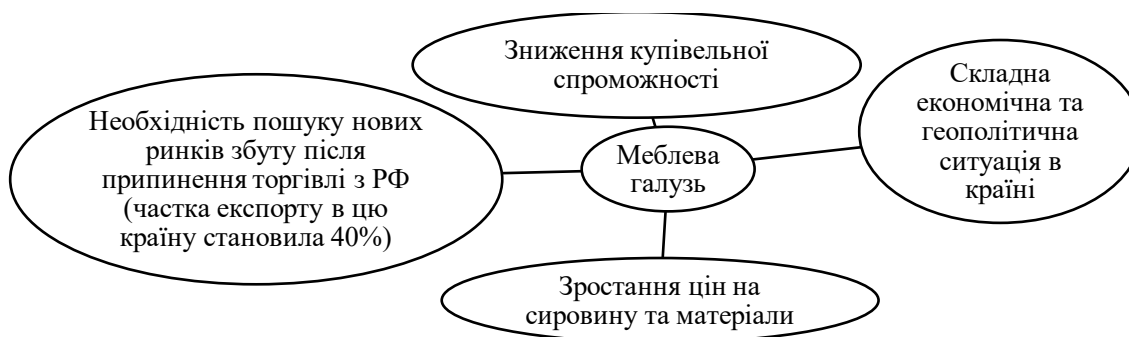 Зниження купівельної
спроможності
Складна
економічна та
геополітична
ситуація в
країні
Необхідність пошуку нових
ринків збуту після
припинення торгівлі з РФ
(частка експорту в цю
країну становила 40%)
Меблева
галузь
Зростання цін на
сировину та матеріали